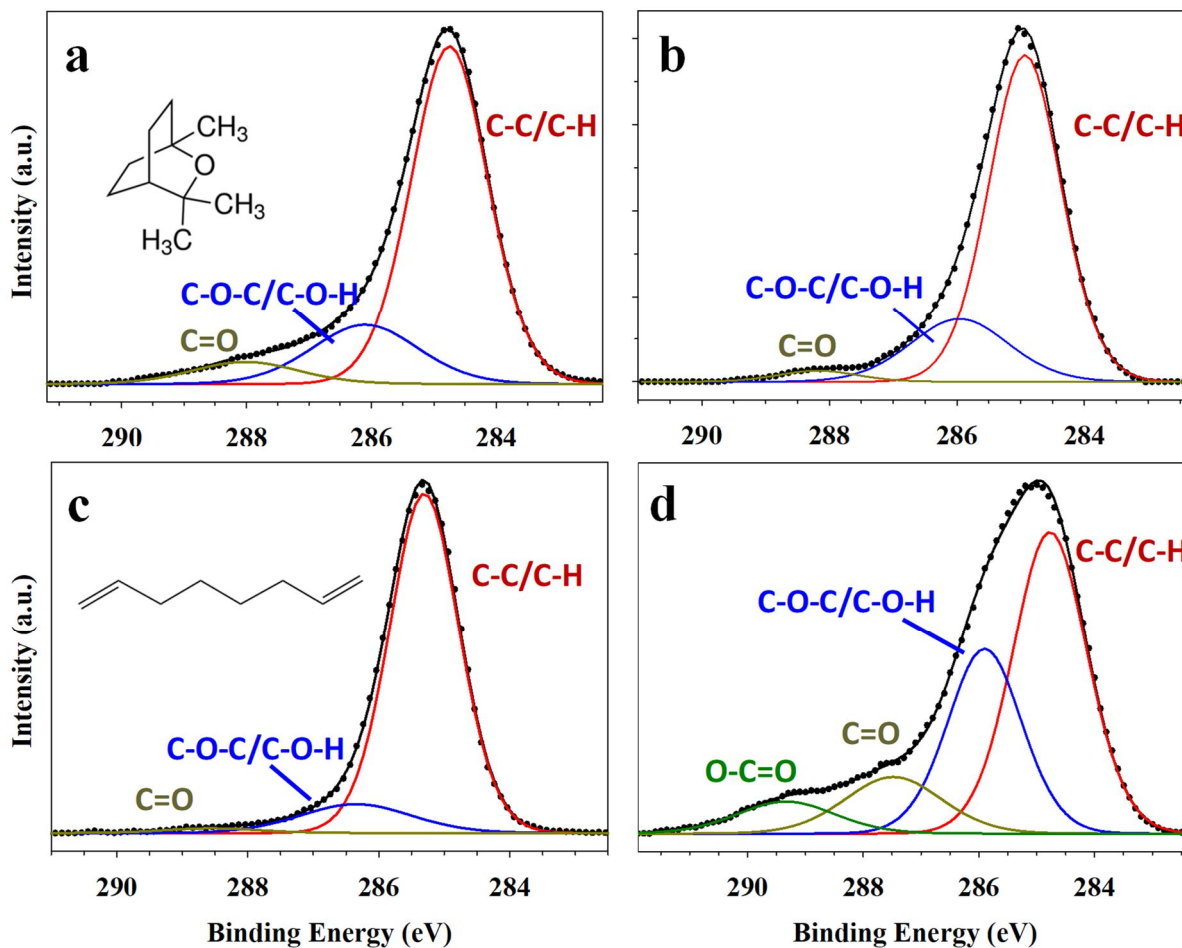 a
CH₃
O
CH₃
H₃C
C-C/C-H
C-O-C/C-O-H
C=O
Intensity (a.u.)
290 288 286 284
b
C-C/C-H
C-O-C/C-O-H
C=O
290 288 286 284
c
C-C/C-H
C-O-C/C-O-H
C=O
Intensity (a.u.)
290 288 286 284
Binding Energy (eV)
d
C-C/C-H
C-O-C/C-O-H
C=O
O-C=O
290 288 286 284
Binding Energy (eV)